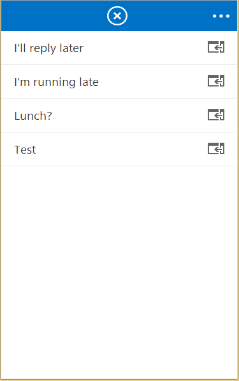 I'll reply later
I'm running late
Lunch?
Test